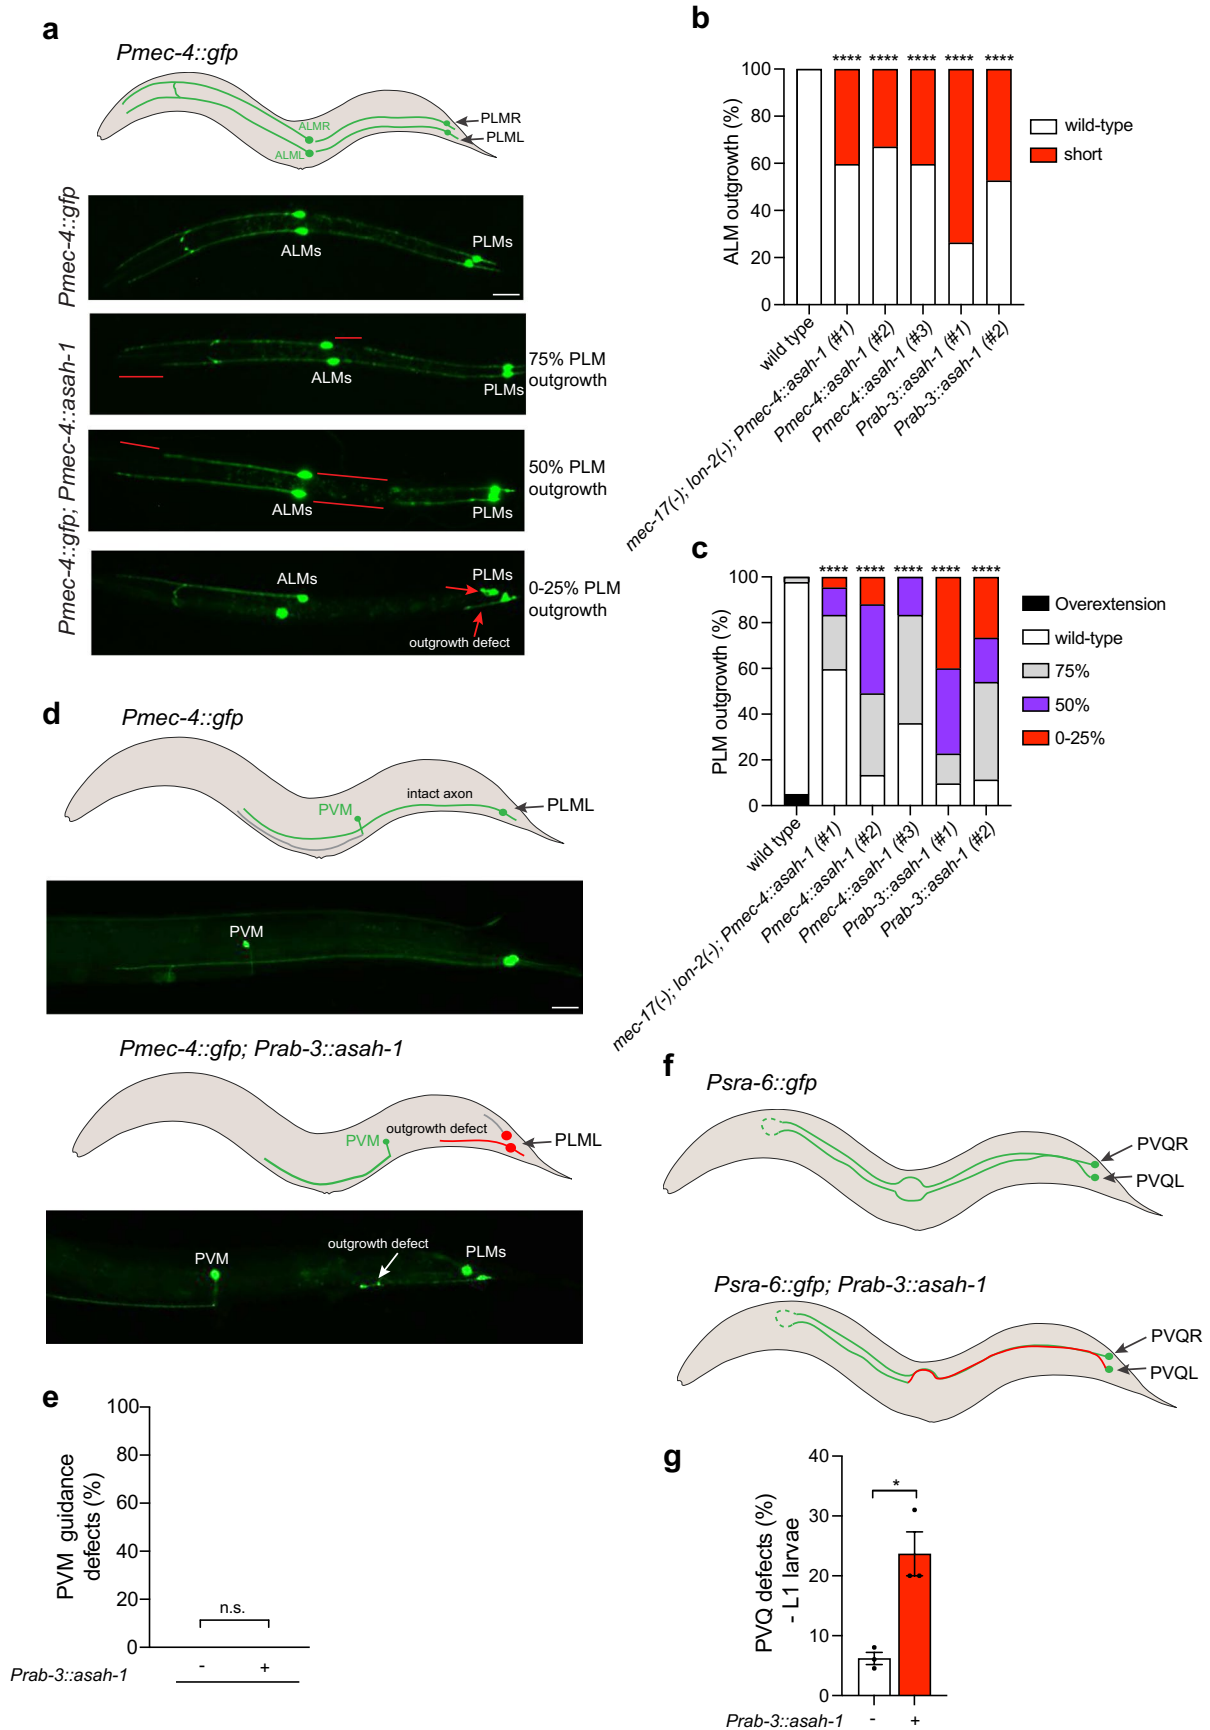 a
Pmec-4::gfp
ALMR
ALML
PLMR
PLML
Pmec-4::gfp
ALMs
PLMs
Pmec-4::gfp; Pmec-4::asah-1
ALMs
PLMs
75% PLM
outgrowth
ALMs
PLMs
50% PLM
outgrowth
ALMs
PLMs
outgrowth defect
0-25% PLM
outgrowth
b
ALM outgrowth (%)
100
80
60
40
20
0
**** **** **** **** ****
wild-type
short
wild type
mec-17(-); lon-2(-); Pmec-4::asah-1 (#1)
Pmec-4::asah-1 (#2)
Pmec-4::asah-1 (#3)
Prab-3::asah-1 (#1)
Prab-3::asah-1 (#2)
c
PLM outgrowth (%)
100
80
60
40
20
0
**** **** **** **** ****
Overextension
wild-type
75%
50%
0-25%
wild type
mec-17(-); lon-2(-); Pmec-4::asah-1 (#1)
Pmec-4::asah-1 (#2)
Pmec-4::asah-1 (#3)
Prab-3::asah-1 (#1)
Prab-3::asah-1 (#2)
d
Pmec-4::gfp
PVM
intact axon
PLML
PVM
Pmec-4::gfp; Prab-3::asah-1
outgrowth defect
PVM
PLML
outgrowth defect
PVM
PLMs
e
PVM guidance
defects (%)
100
80
60
40
20
0
n.s.
Prab-3::asah-1 - +
f
Psra-6::gfp
PVQR
PVQL
Psra-6::gfp; Prab-3::asah-1
PVQR
PVQL
g
PVQ defects (%)
- L1 larvae
40
30
20
10
0
*
Prab-3::asah-1 - +